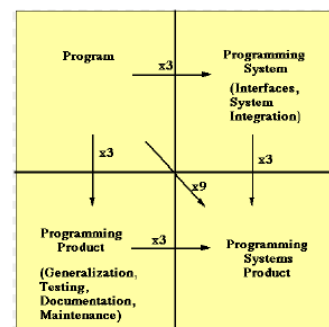 Program
x3
Programming
System
(Interfaces,
System
Integration)
x3
x3
x9
Programming
Product
x3
Programming
Systems
Product
(Generalization,
Testing,
Documentation,
Maintenance)